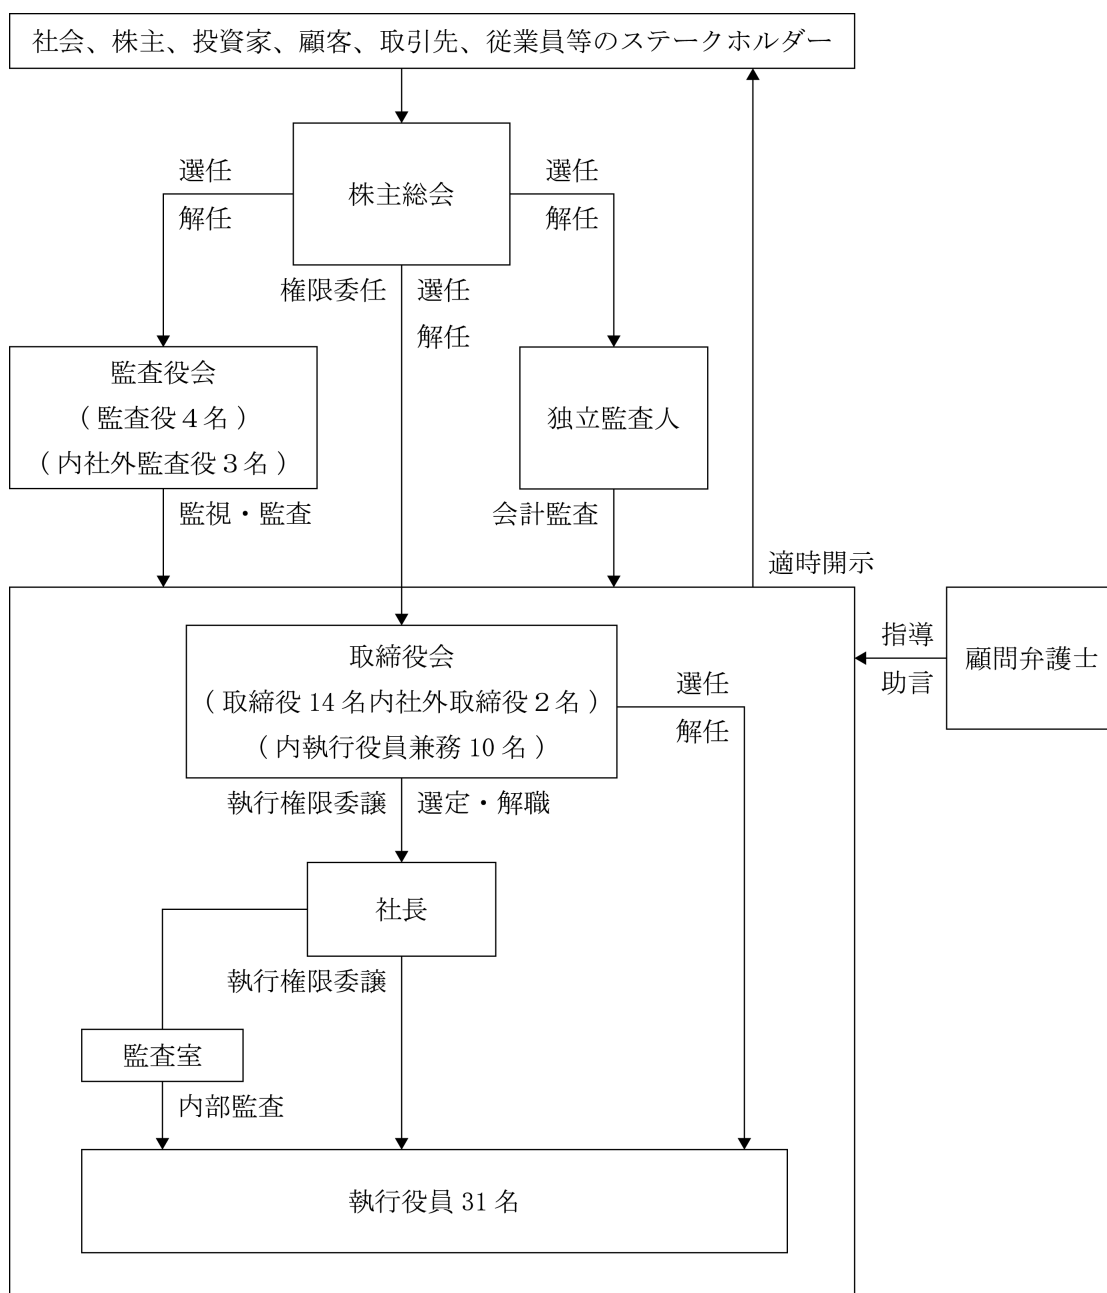 社会、株主、投資家、顧客、取引先、従業員等のステークホルダー
株主総会
選任
解任
選任
解任
権限委任
選任
解任
監査役会
(監査役4名)
(内社外監査役3名)
独立監査人
監視・監査
会計監査
適時開示
顧問弁護士
指導
助言
取締役会
(取締役14名内社外取締役2名)
(内執行役員兼務10名)
選任
解任
執行権限委譲
選定・解職
社長
執行権限委譲
監査室
内部監査
執行役員31名